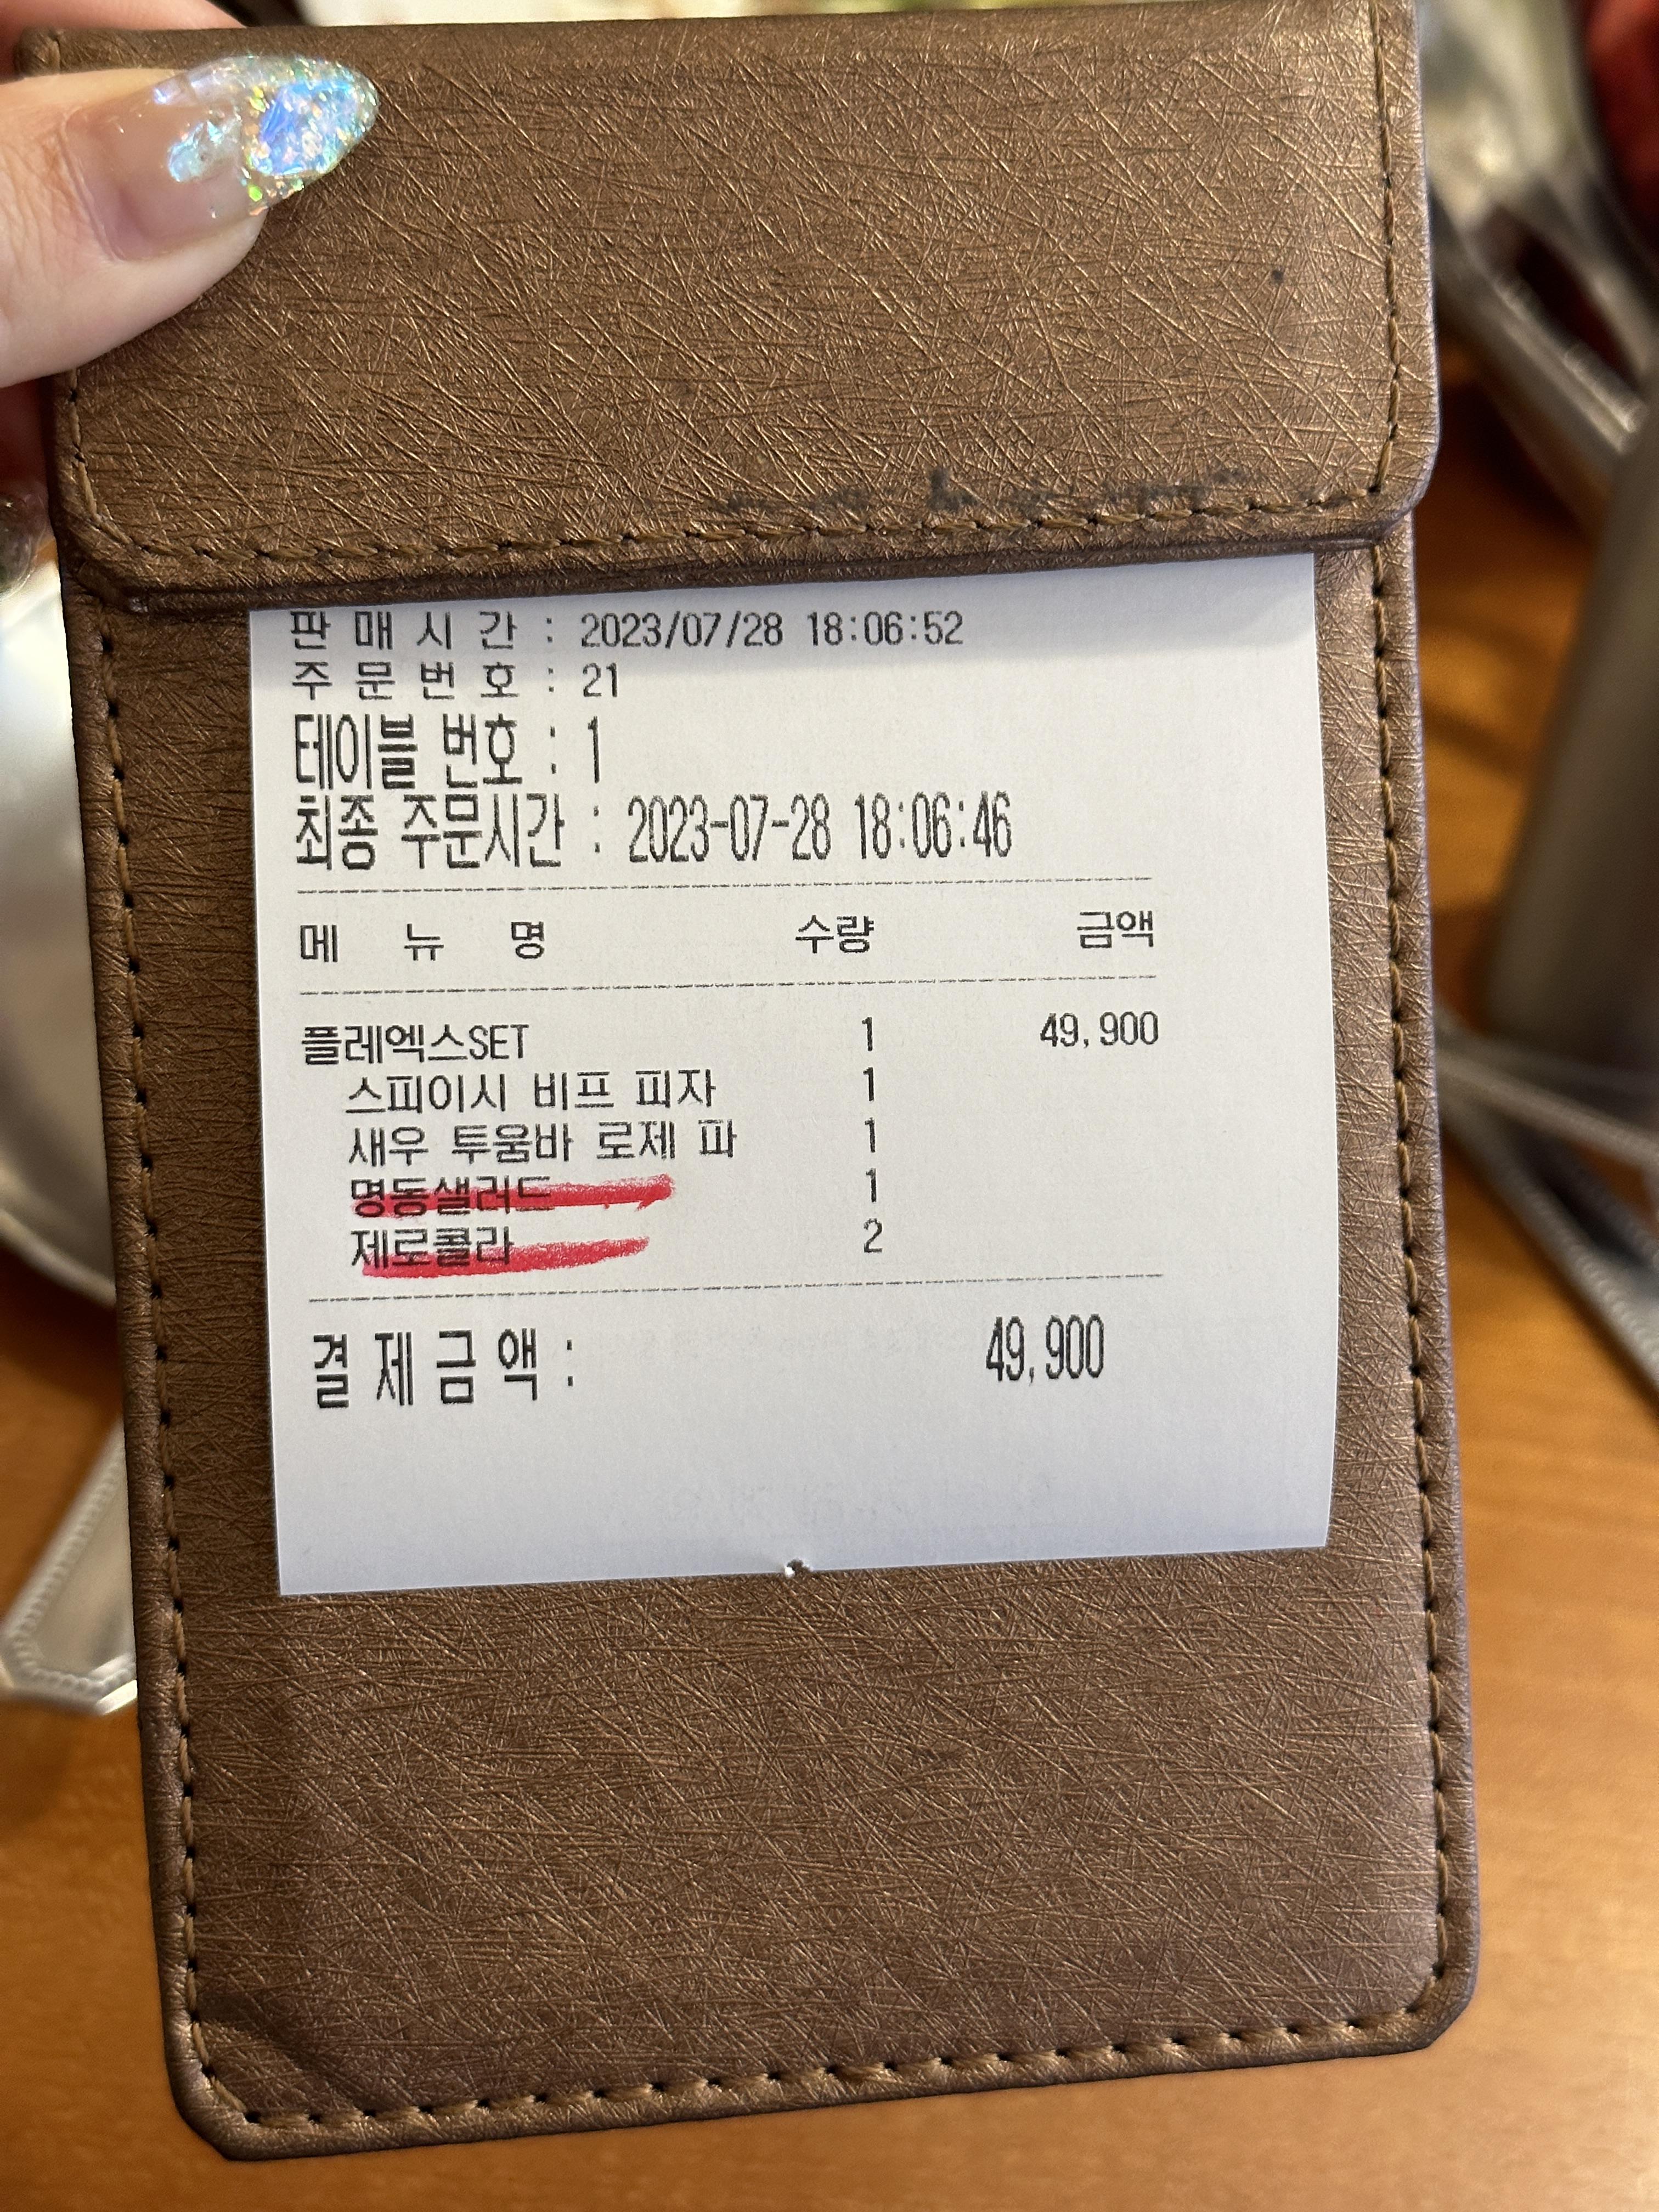 판 매 시 간 : 2023/07/28 18:06:52
주 문 번 호 : 21
테이블 번호 : 1
최종 주문시간 : 2023-07-28 18:06:46
메 뉴 명 수량 금액
플레엑스SET 1 49,900
스피이시 비프 피자 1
새우 투움바 로제 파 1
명동샐러드 1
제로콜라 2
결 제 금 액 : 49,900